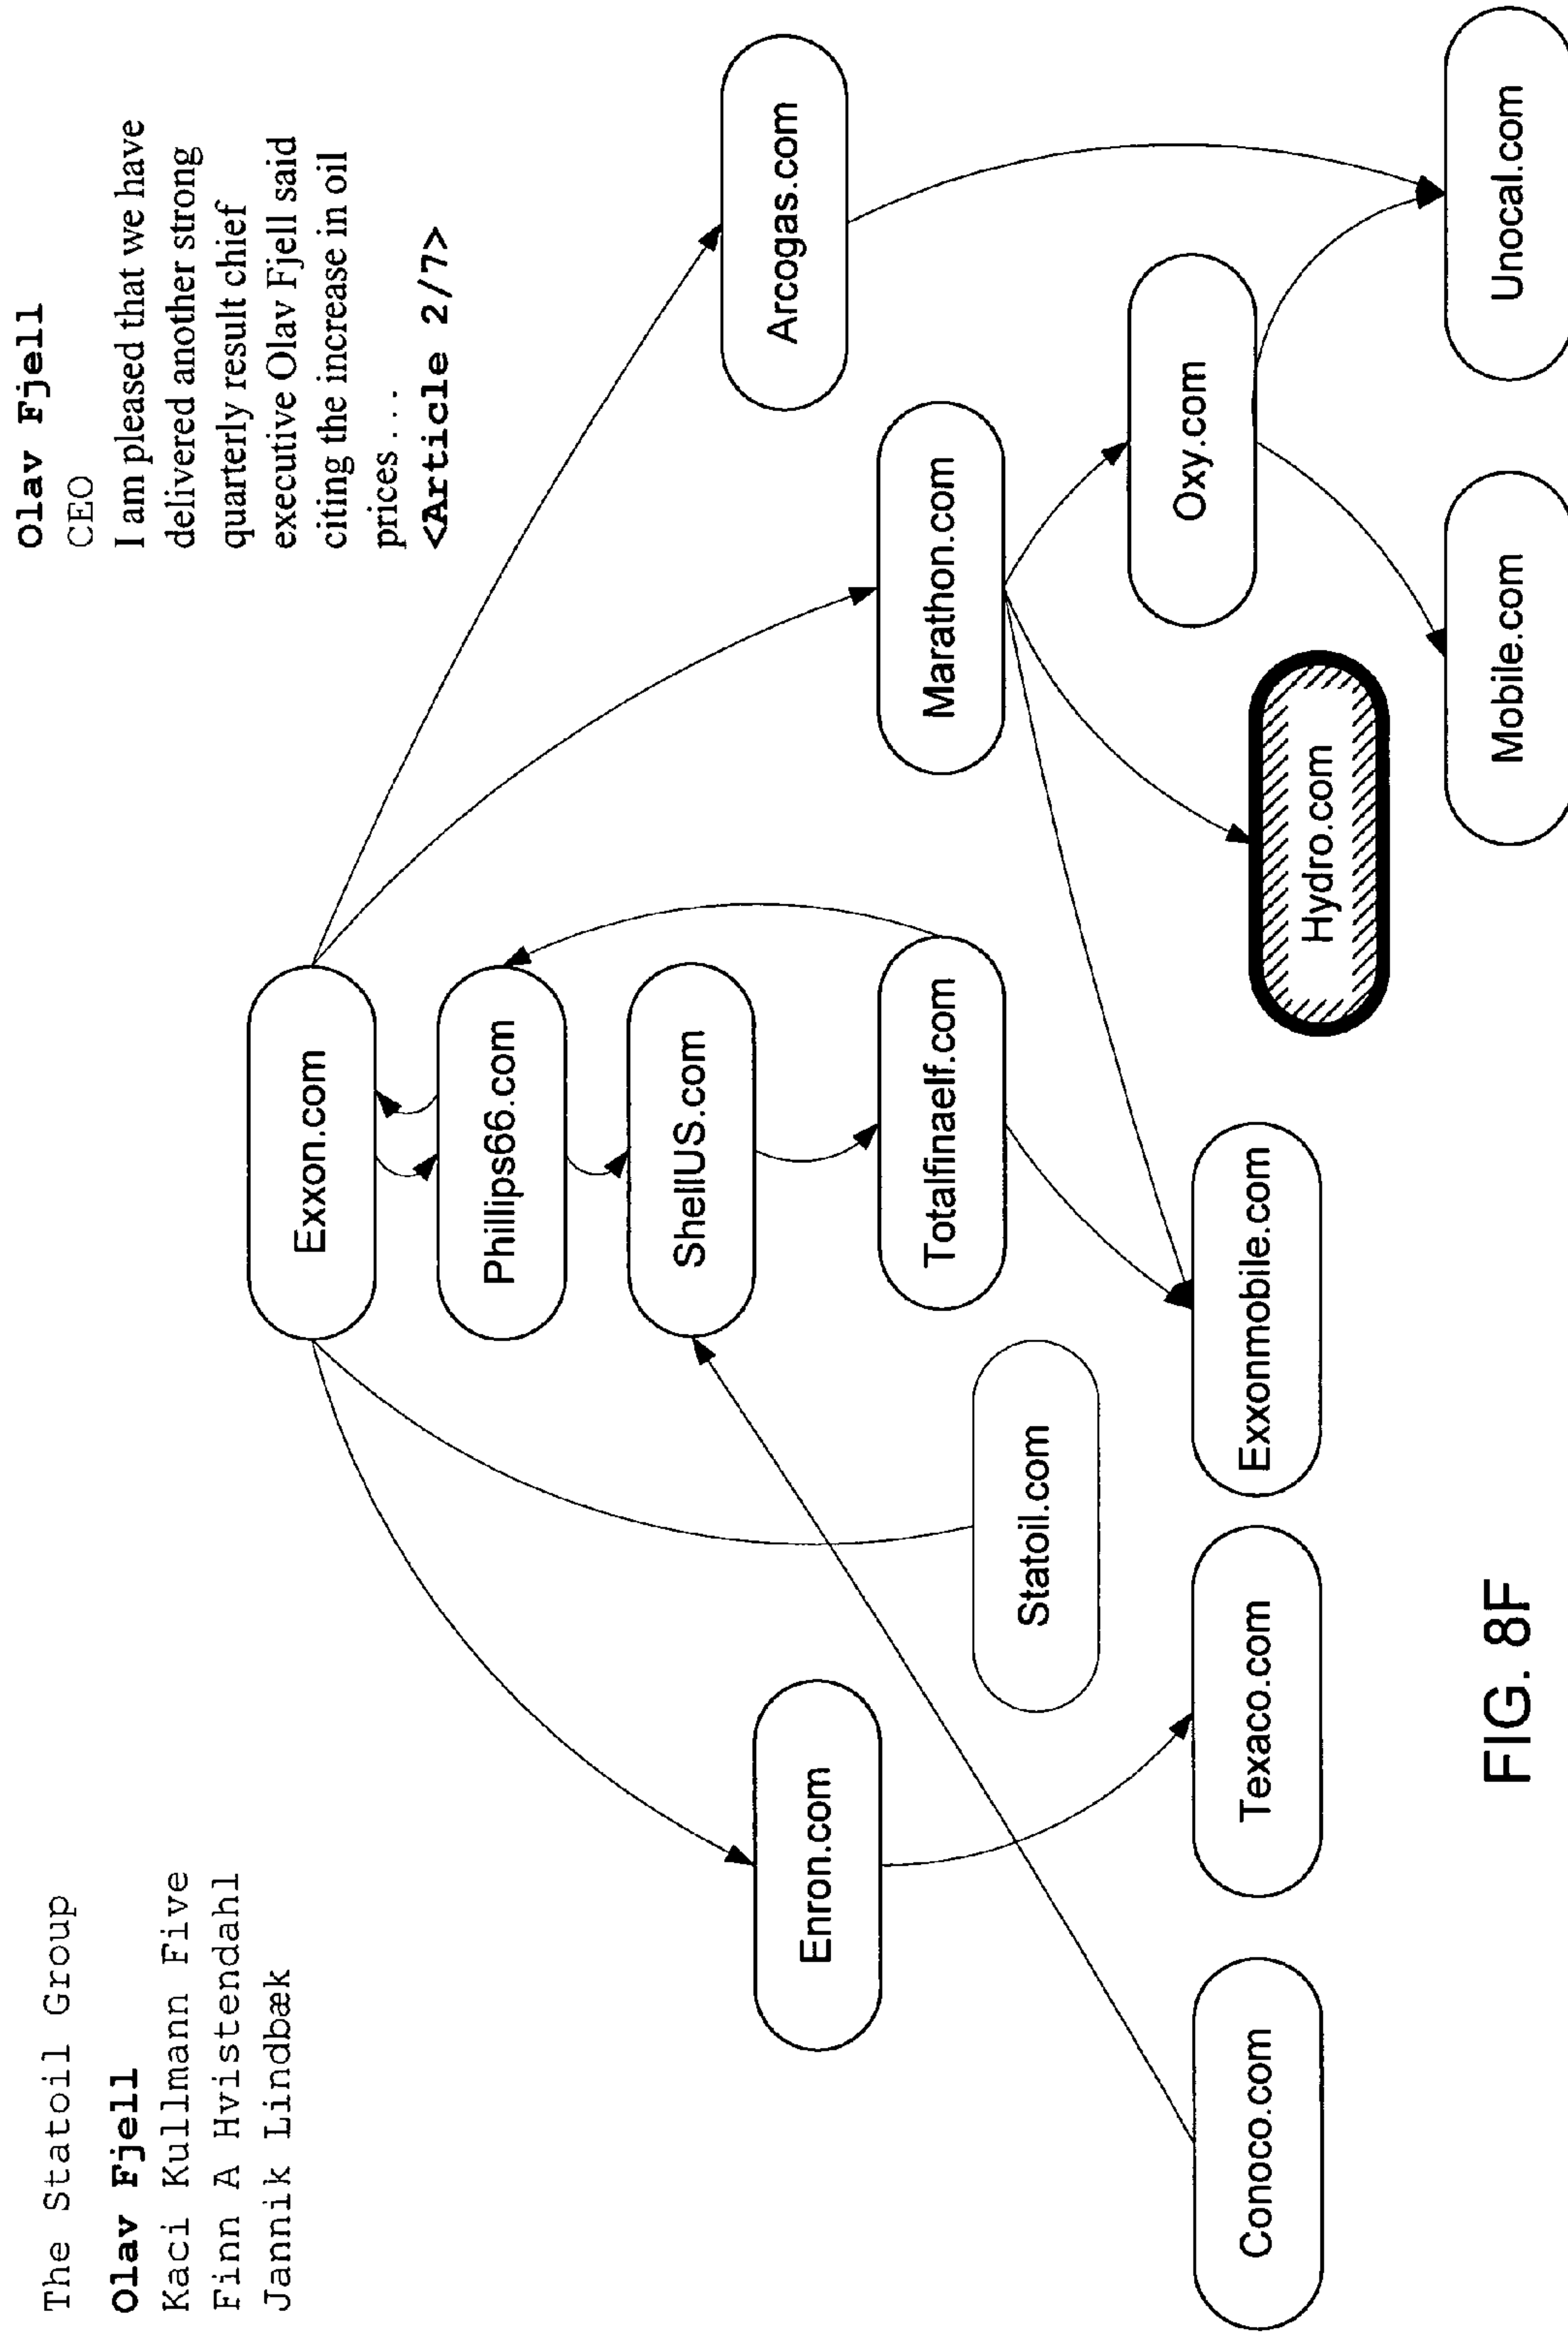 The Statoil Group
Olav Fjell
Kaci Kullmann Five
Finn A Hvistendahl
Jannik Lindbæk
Olav Fjell
CEO
I am pleased that we have
delivered another strong
quarterly result chief
executive Olav Fjell said
citing the increase in oil
prices...
<Article 2/7>
Exxon.com
Phillips66.com
ShellUS.com
Enron.com
Arcogas.com
Totalfinaelf.com
Marathon.com
Statoil.com
Oxy.com
Conoco.com
Texaco.com
Exxonmobile.com
Hydro.com
Mobile.com
Unocal.com
FIG. 8F